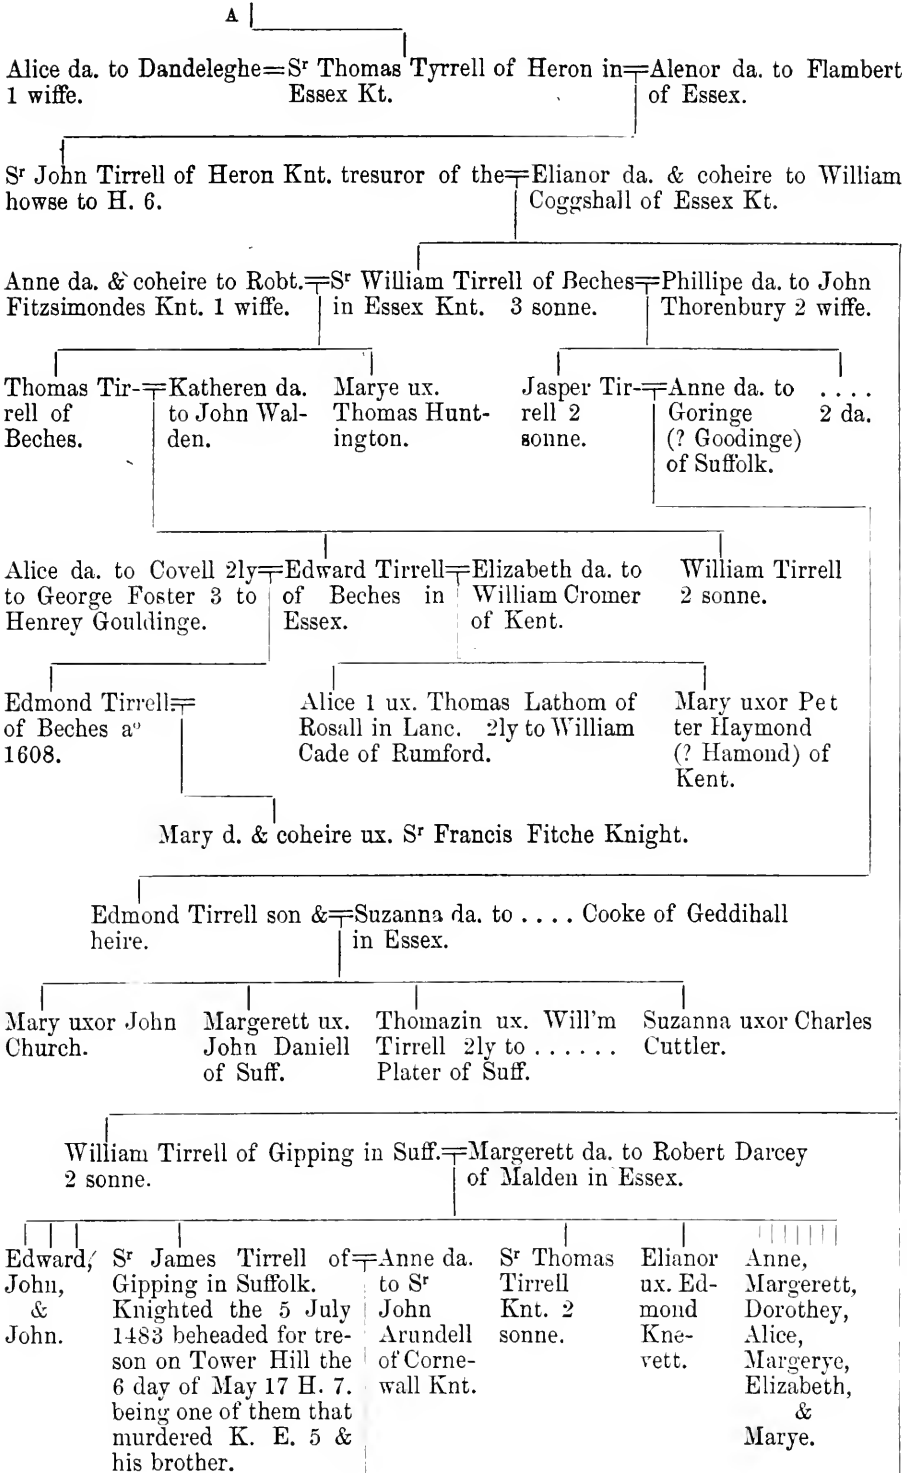 A
Alice da. to Dandeleghe=Sʳ Thomas Tyrrell of Heron in=Alenor da. to Flambert
1 wiffe. Essex Kt. of Essex.
Sʳ John Tirrell of Heron Knt. tresuror of the=Elianor da. & coheire to William
howse to H. 6. Coggshall of Essex Kt.
Anne da. & coheire to Robt.=Sʳ William Tirrell of Beches=Phillipe da. to John
Fitzsimondes Knt. 1 wiffe. in Essex Knt. 3 sonne. Thorenbury 2 wiffe.
Thomas Tir-=Katheren da. Marye ux. Jasper Tir-=Anne da. to . . . .
rell of to John Wal- Thomas Hunt- rell 2 Goringe 2 da.
Beches. den. ington. sonne. (? Goodinge)
of Suffolk.
Alice da. to Covell 2ly=Edward Tirrell=Elizabeth da. to William Tirrell
to George Foster 3 to of Beches in William Cromer 2 sonne.
Henrey Gouldinge. Essex. of Kent.
Edmond Tirrell= Alice 1 ux. Thomas Lathom of Mary uxor Pet
of Beches aº Rosall in Lanc. 2ly to William ter Haymond
1608. Cade of Rumford. (? Hamond) of
Kent.
Mary d. & coheire ux. Sʳ Francis Fitche Knight.
Edmond Tirrell son &=Suzanna da. to . . . . Cooke of Geddihall
heire. in Essex.
Mary uxor John Margerett ux. Thomazin ux. Will'm Suzanna uxor Charles
Church. John Daniell Tirrell 2ly to . . . . . . Cuttler.
of Suff. Plater of Suff.
William Tirrell of Gipping in Suff.=Margerett da. to Robert Darcey
2 sonne. of Malden in Essex.
Edward, Sʳ James Tirrell of=Anne da. Sʳ Thomas Elianor Anne,
John, Gipping in Suffolk. to Sʳ Tirrell ux. Ed- Margerett,
& Knighted the 5 July John Knt. 2 mond Dorothey,
John. 1483 beheaded for tre- Arundell sonne. Kne- Alice,
son on Tower Hill the of Corne- vett. Margerye,
6 day of May 17 H. 7. wall Knt. Elizabeth,
being one of them that &
murdered K. E. 5 & Marye.
his brother.